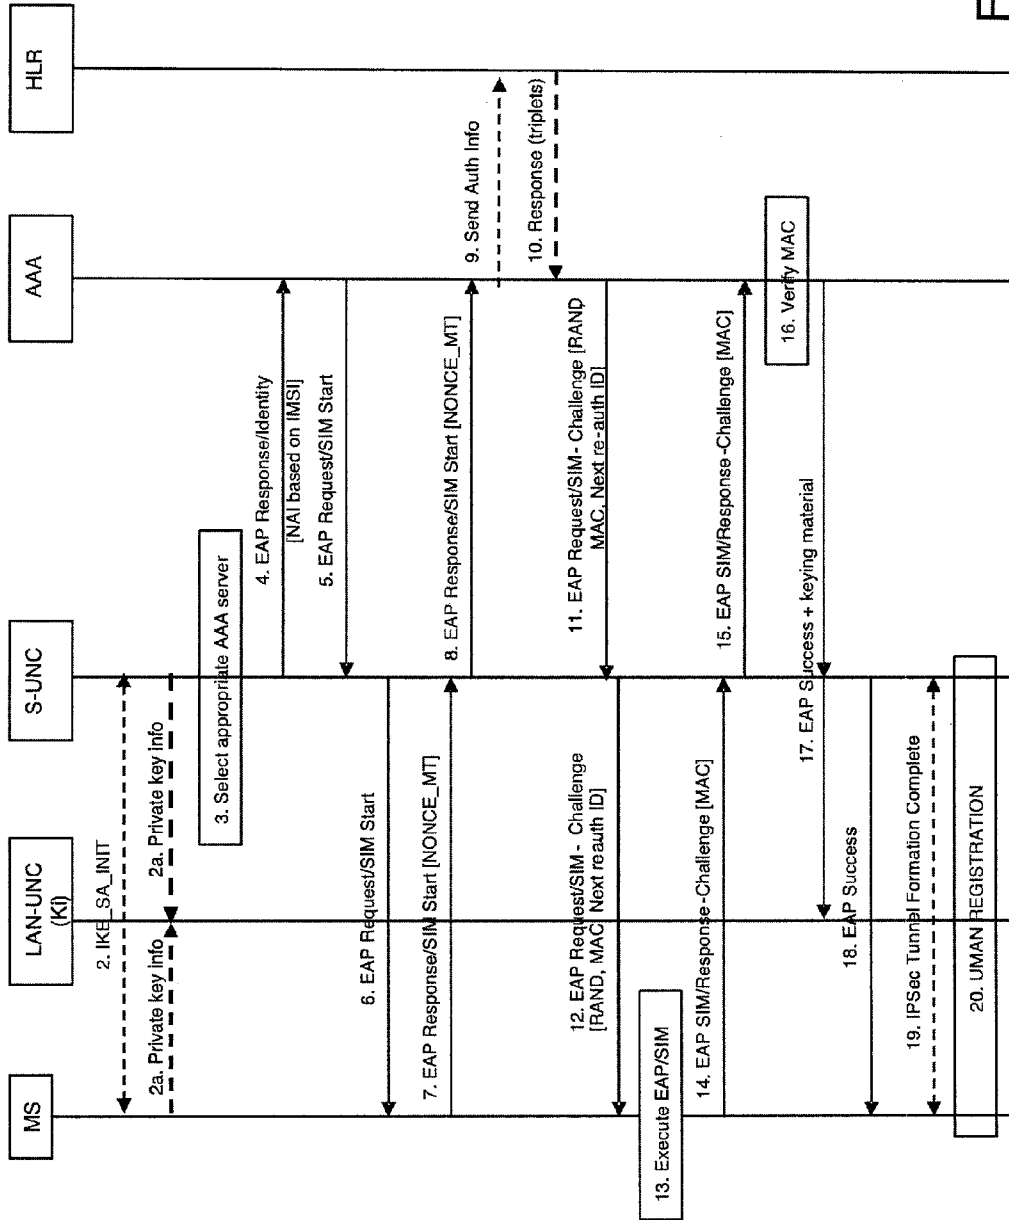 MS
LAN-UNC
(Ki)
S-UNC
AAA
HLR
2. IKE_SA_INIT
2a. Private key info
2a. Private key info
3. Select appropriate AAA server
4. EAP Response/Identity
[NAI based on IMSI]
5. EAP Request/SIM Start
6. EAP Request/SIM Start
7. EAP Response/SIM Start [NONCE_MT]
8. EAP Response/SIM Start [NONCE_MT]
9. Send Auth Info
10. Response (triplets)
11. EAP Request/SIM- Challenge [RAND
MAC, Next re-auth ID]
12. EAP Request/SIM - Challenge
[RAND, MAC, Next reauth ID]
13. Execute EAP/SIM
14. EAP SIM/Response-Challenge [MAC]
15. EAP SIM/Response-Challenge [MAC]
16. Verify MAC
17. EAP Success + keying material
18. EAP Success
19. IPSec Tunnel Formation Complete
20. UMAN REGISTRATION